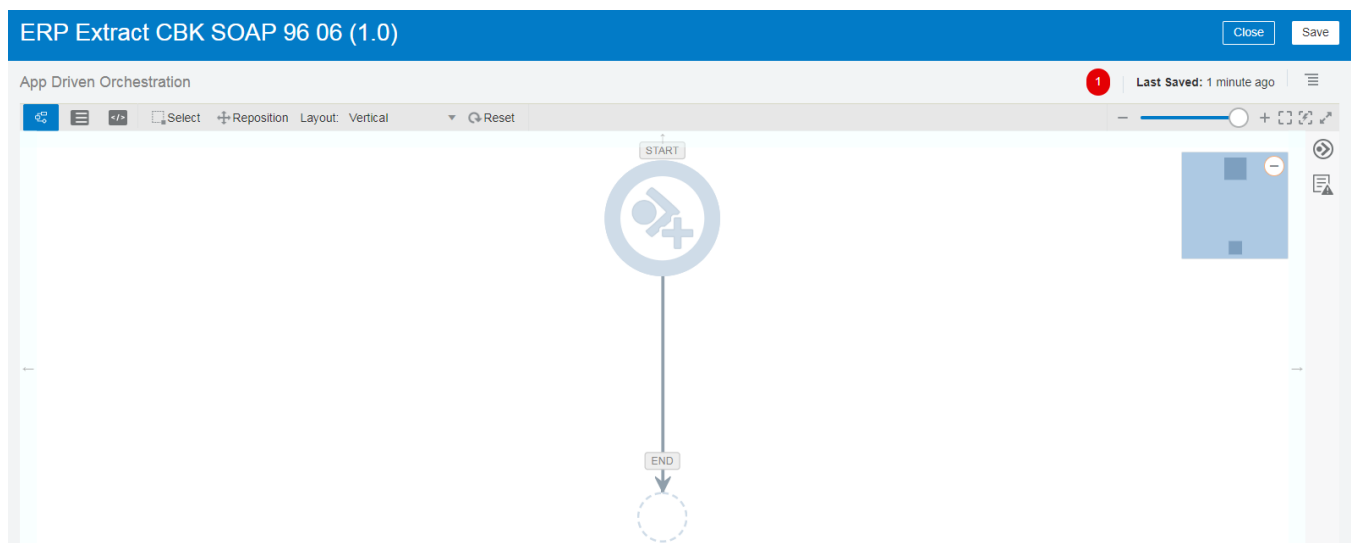 ERP Extract CBK SOAP 96 06 (1.0)
Close
Save
App Driven Orchestration
1
Last Saved: 1 minute ago
</> Select Reposition Layout: Vertical Reset
START
END